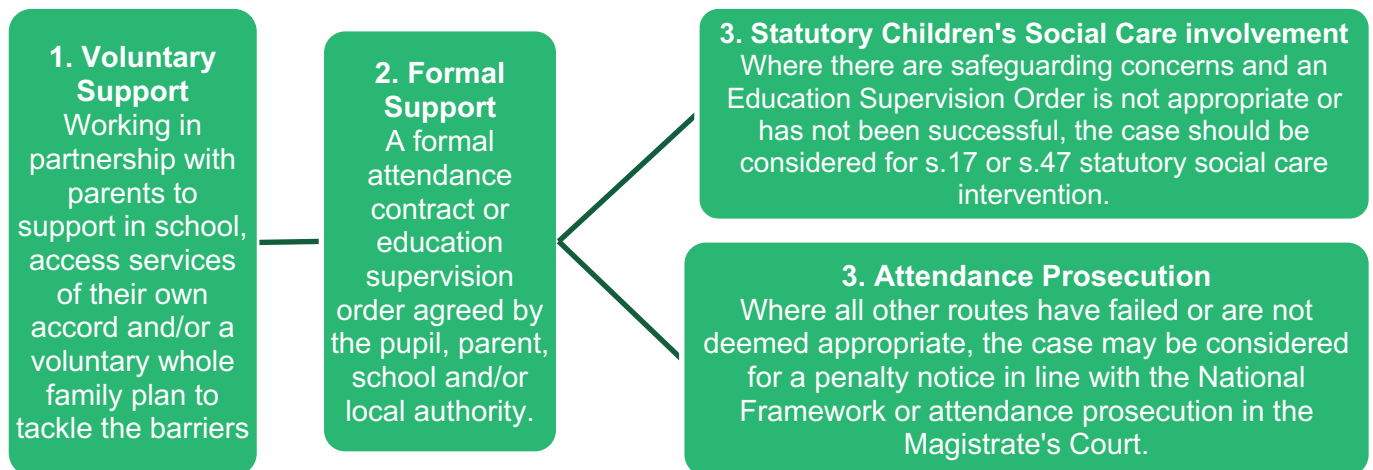 1. Voluntary
Support
Working in
partnership with
parents to
support in school,
access services
of their own
accord and/or a
voluntary whole
family plan to
tackle the barriers
2. Formal
Support
A formal
attendance
contract or
education
supervision
order agreed by
the pupil, parent,
school and/or
local authority.
3. Statutory Children's Social Care involvement
Where there are safeguarding concerns and an
Education Supervision Order is not appropriate or
has not been successful, the case should be
considered for s.17 or s.47 statutory social care
intervention.
3. Attendance Prosecution
Where all other routes have failed or are not
deemed appropriate, the case may be considered
for a penalty notice in line with the National
Framework or attendance prosecution in the
Magistrate's Court.